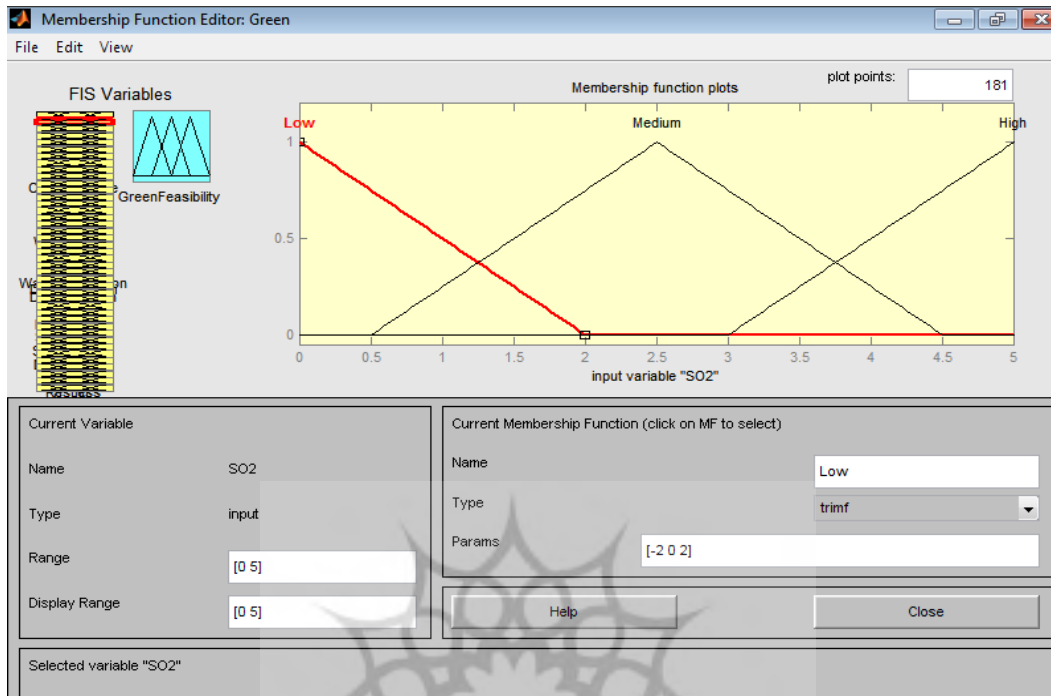 Membership Function Editor: Green
File Edit View
FIS Variables
GreenFeasibility
Membership function plots
plot points:
181
Low
Medium
High
1
0.5
0
0 0.5 1 1.5 2 2.5 3 3.5 4 4.5 5
input variable "SO2"
Current Variable
Name SO2
Type input
Range [0 5]
Display Range [0 5]
Current Membership Function (click on MF to select)
Name Low
Type trimf
Params [-2 0 2]
Help Close
Selected variable "SO2"